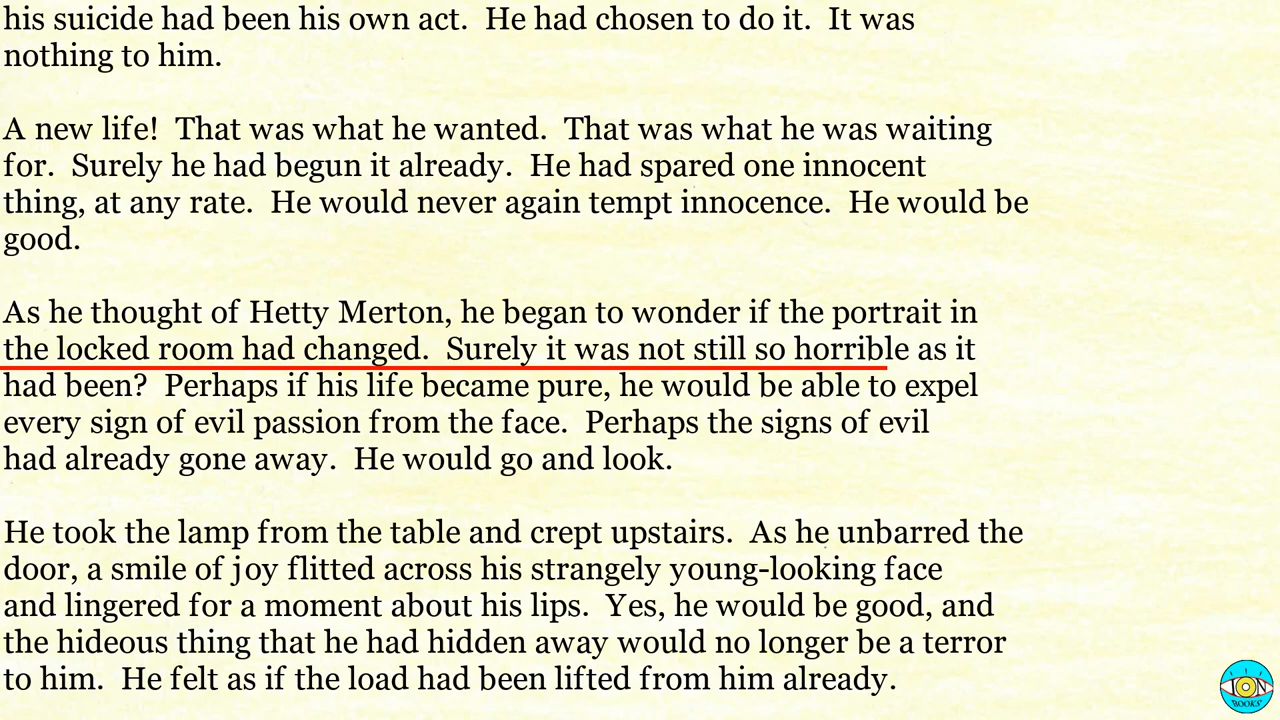 his suicide had been his own act.  He had chosen to do it.  It was
nothing to him.
A new life!  That was what he wanted.  That was what he was waiting
for.  Surely he had begun it already.  He had spared one innocent
thing, at any rate.  He would never again tempt innocence.  He would be
good.
As he thought of Hetty Merton, he began to wonder if the portrait in
the locked room had changed.  Surely it was not still so horrible as it
had been?  Perhaps if his life became pure, he would be able to expel
every sign of evil passion from the face.  Perhaps the signs of evil
had already gone away.  He would go and look.
He took the lamp from the table and crept upstairs.  As he unbarred the
door, a smile of joy flitted across his strangely young-looking face
and lingered for a moment about his lips.  Yes, he would be good, and
the hideous thing that he had hidden away would no longer be a terror
to him.  He felt as if the load had been lifted from him already.
ION
BOOKS